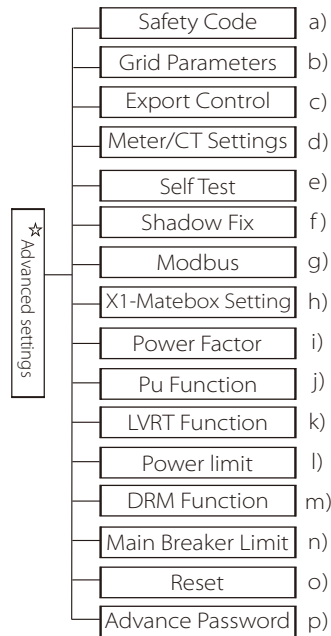 Safety Code a)
Grid Parameters b)
Export Control c)
Meter/CT Settings d)
Self Test e)
Shadow Fix f)
Modbus g)
X1-Matebox Setting h)
Power Factor i)
Pu Function j)
LVRT Function k)
Power limit l)
DRM Function m)
Main Breaker Limit n)
Reset o)
Advance Password p)
☆Advanced settings